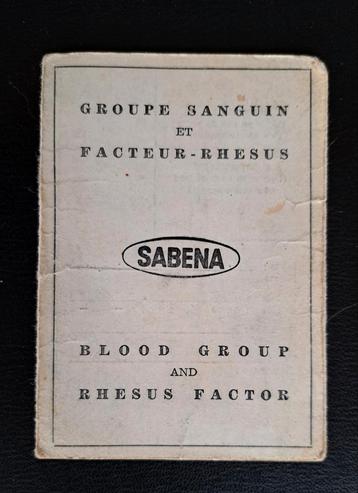 GROUPE SANGUIN
ET
FACTEUR-RHESUS
SABENA
BLOOD GROUP
AND
RHESUS FACTOR